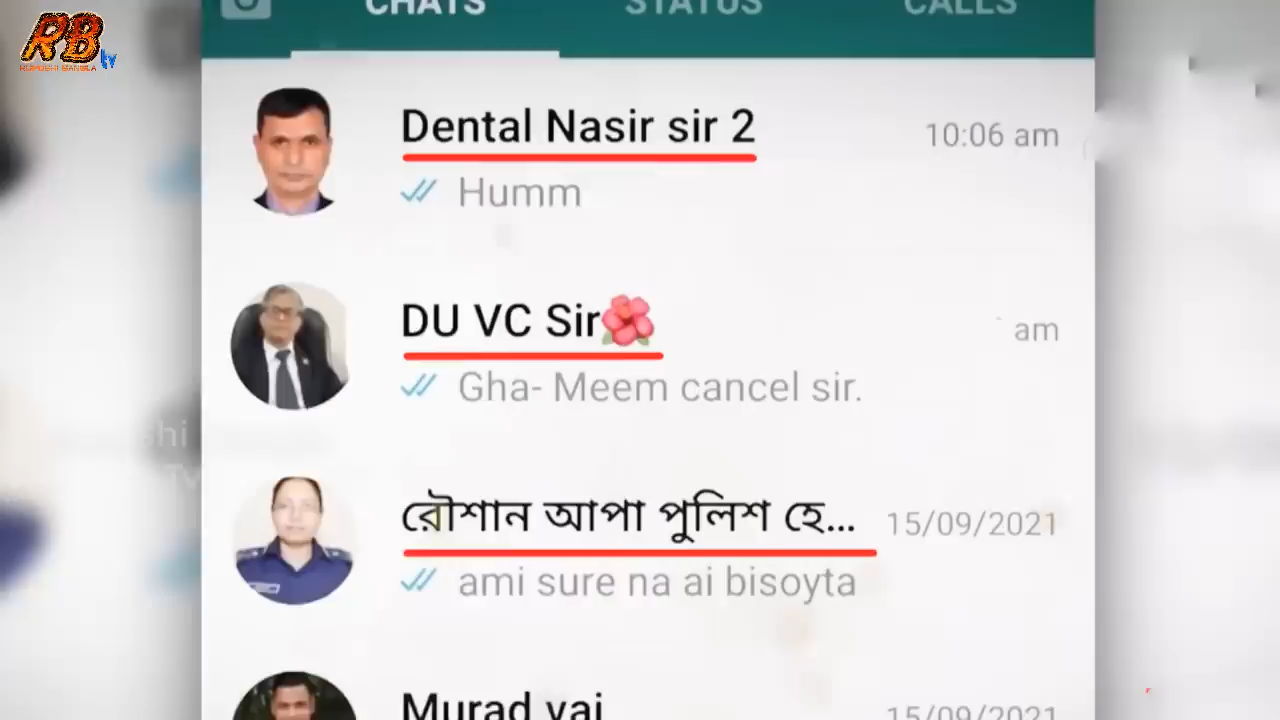 RB
tv
CHATS STATUS CALLS
Dental Nasir sir 2
10:06 am
Humm
DU VC Sir
am
Gha- Meem cancel sir.
রৌশান আপা পুলিশ হে...
15/09/2021
ami sure na ai bisoyta
Murad vai
15/09/2021